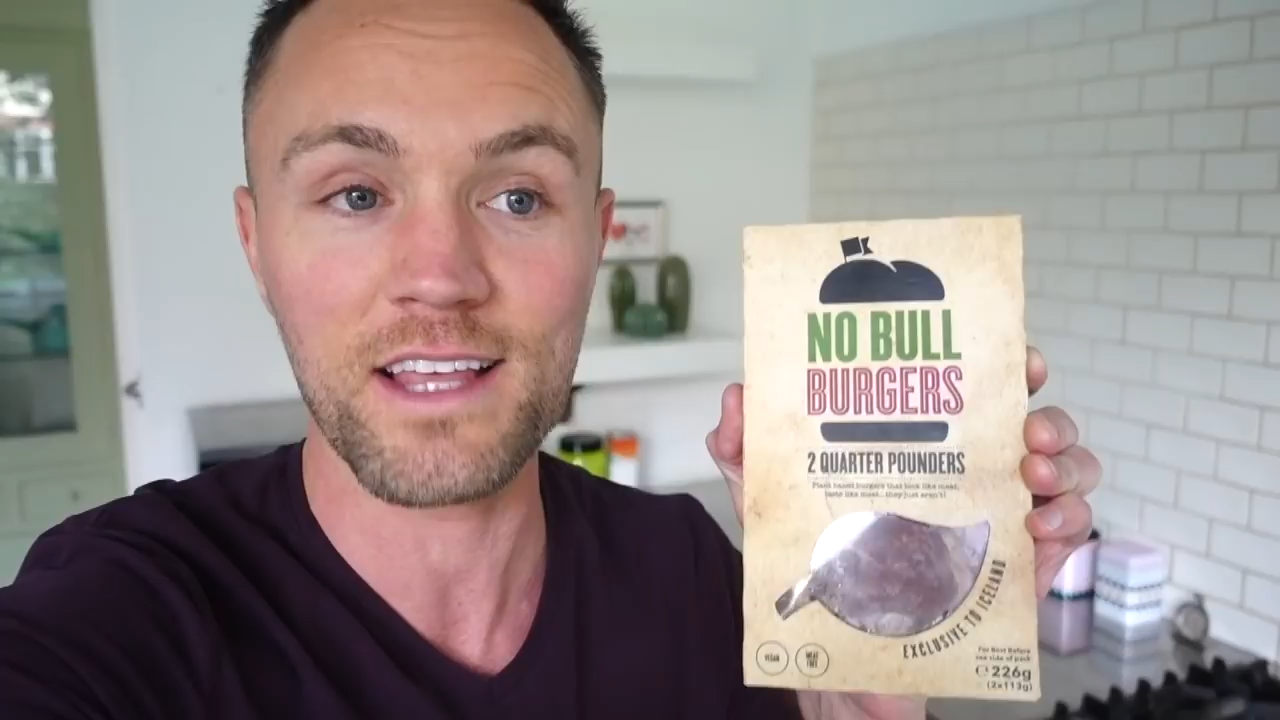 NO BULL
BURGERS
2 QUARTER POUNDERS
Plant based burgers that look like meat,
taste like meat... they just aren't!
EXCLUSIVE TO ICELAND
VEGAN
MEAT
FREE
For Best Before
see side of pack
℮ 226g
(2x113g)